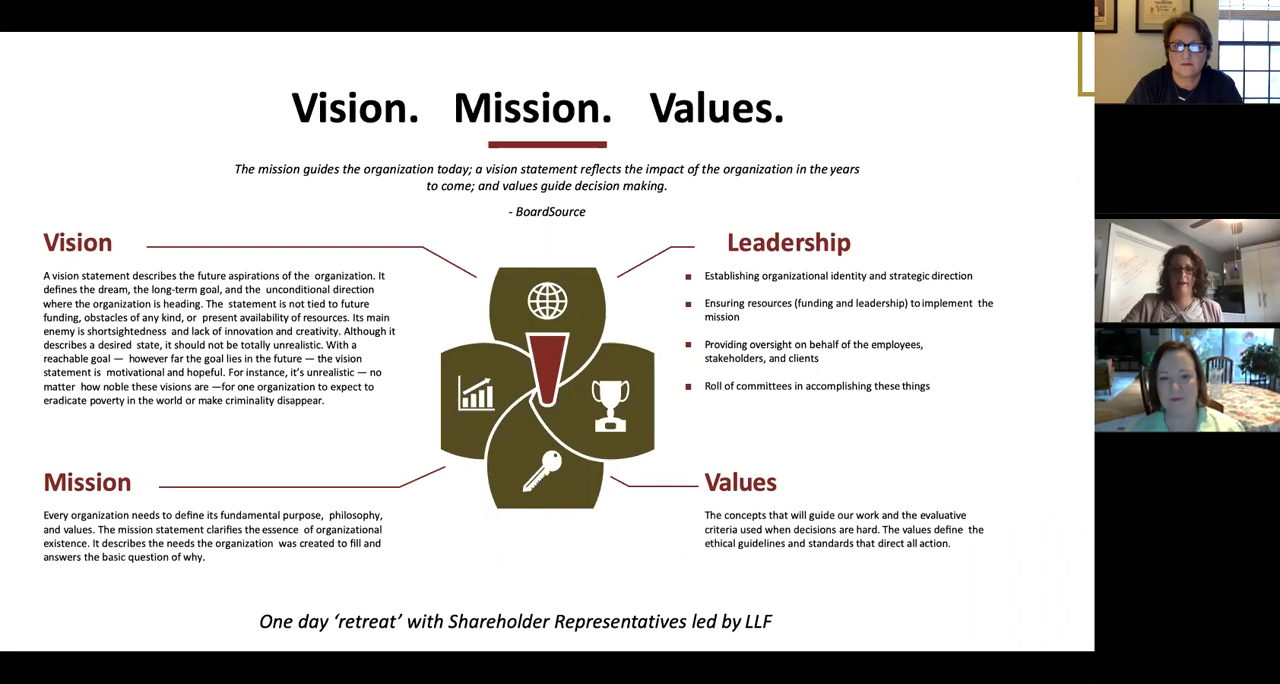 Vision. Mission. Values.
The mission guides the organization today; a vision statement reflects the impact of the organization in the years
to come; and values guide decision making.
- BoardSource
Vision
A vision statement describes the future aspirations of the organization. It
defines the dream, the long-term goal, and the unconditional direction
where the organization is heading. The statement is not tied to future
funding, obstacles of any kind, or present availability of resources. Its main
enemy is shortsightedness and lack of innovation and creativity. Although it
describes a desired state, it should not be totally unrealistic. With a
reachable goal — however far the goal lies in the future — the vision
statement is motivational and hopeful. For instance, it's unrealistic — no
matter how noble these visions are —for one organization to expect to
eradicate poverty in the world or make criminality disappear.
Leadership
Establishing organizational identity and strategic direction
Ensuring resources (funding and leadership) to implement the
mission
Providing oversight on behalf of the employees,
stakeholders, and clients
Roll of committees in accomplishing these things
Mission
Every organization needs to define its fundamental purpose, philosophy,
and values. The mission statement clarifies the essence of organizational
existence. It describes the needs the organization was created to fill and
answers the basic question of why.
Values
The concepts that will guide our work and the evaluative
criteria used when decisions are hard. The values define the
ethical guidelines and standards that direct all action.
One day 'retreat' with Shareholder Representatives led by LLF